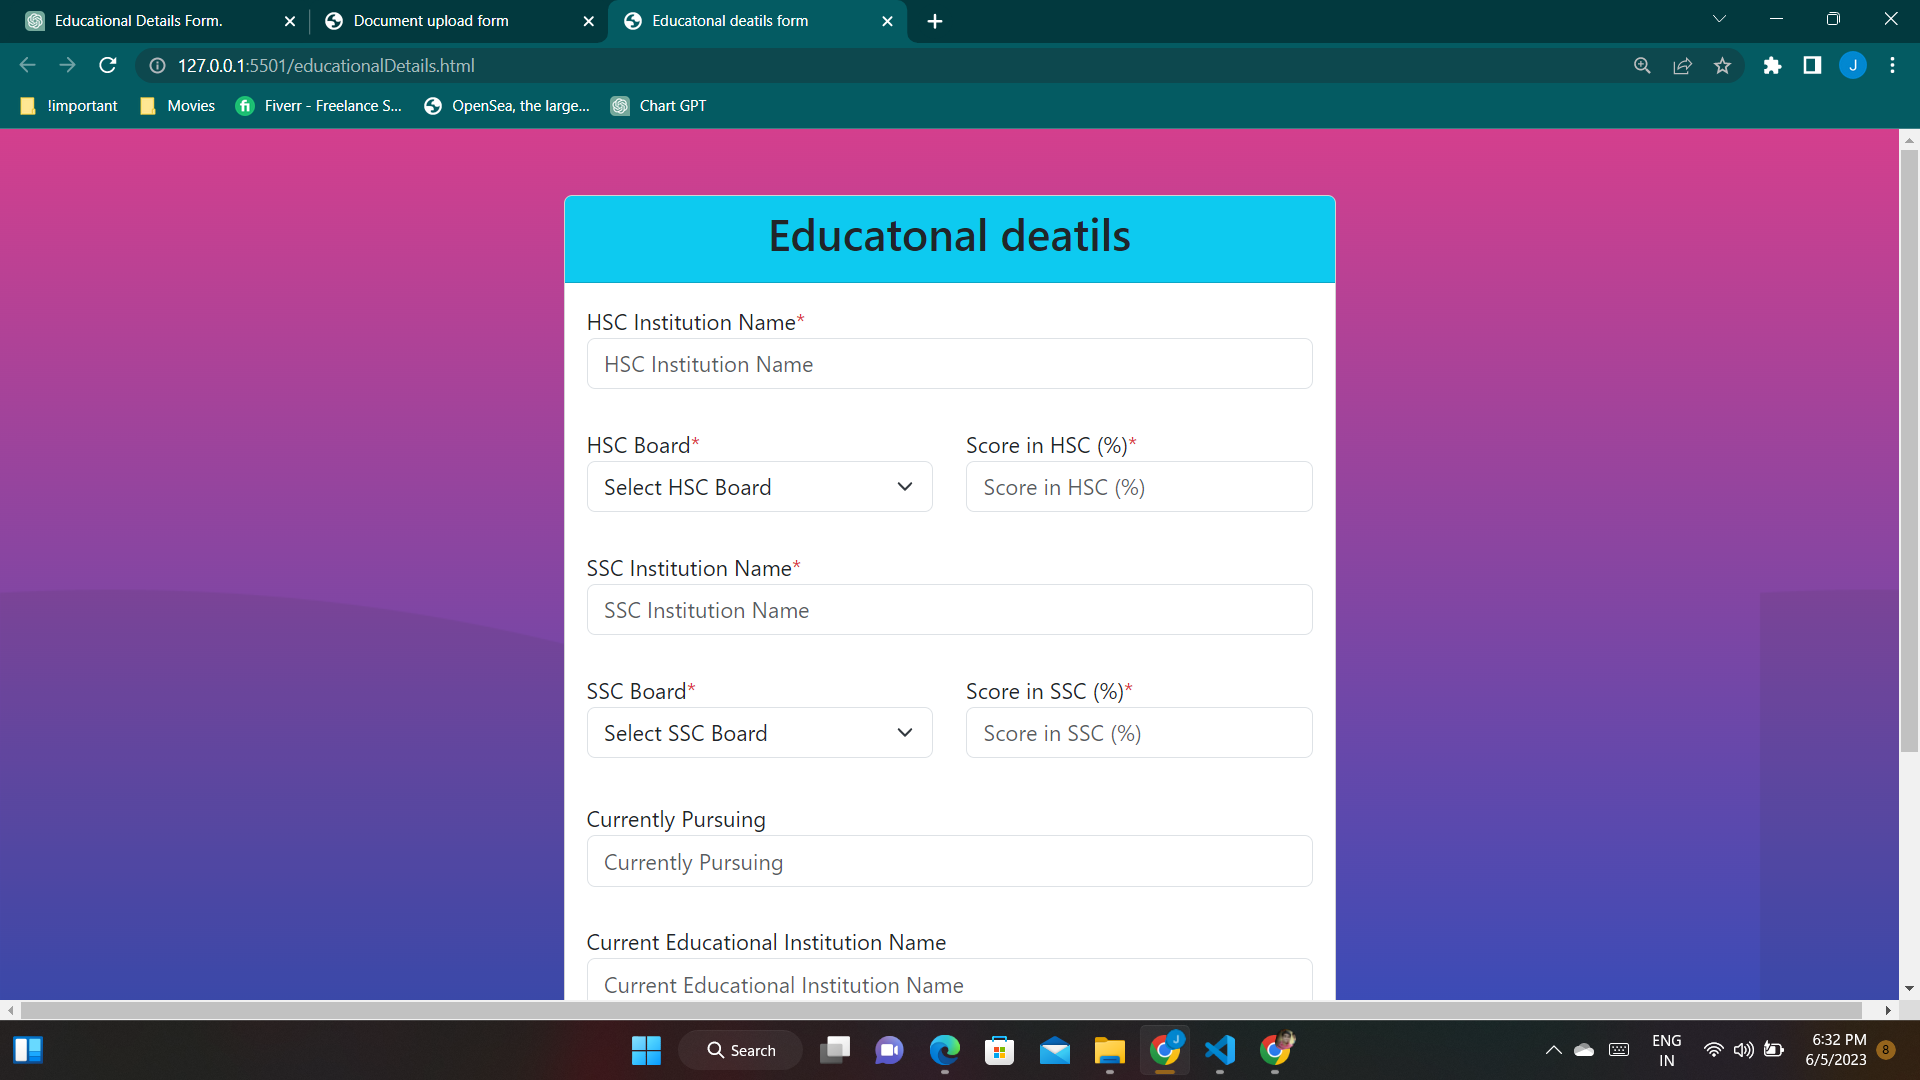 Educational Details Form.
Document upload form
Educatonal deatils form
127.0.0.1:5501/educationalDetails.html
J
!important
Movies
Fiverr - Freelance S...
OpenSea, the large...
Chart GPT
Educatonal deatils
HSC Institution Name*
HSC Institution Name
HSC Board* Score in HSC (%)*
Select HSC Board Score in HSC (%)
SSC Institution Name*
SSC Institution Name
SSC Board* Score in SSC (%)*
Select SSC Board Score in SSC (%)
Currently Pursuing
Currently Pursuing
Current Educational Institution Name
Current Educational Institution Name
Search
J
ENG
IN
6:32 PM
6/5/2023
8